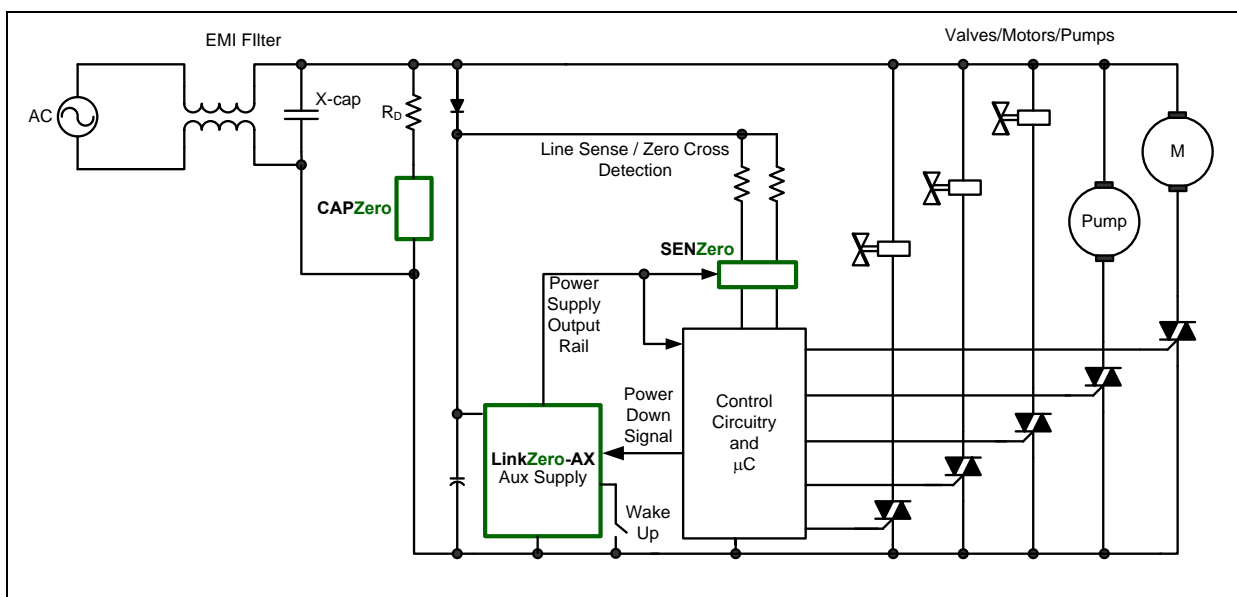 EMI FIlter
Valves/Motors/Pumps
AC
X-cap
R_D
CAPZero
Line Sense / Zero Cross
Detection
SENZero
M
Pump
Power
Supply
Output
Rail
Power
Down
Signal
Control
Circuitry
and
μC
LinkZero-AX
Aux Supply
Wake
Up